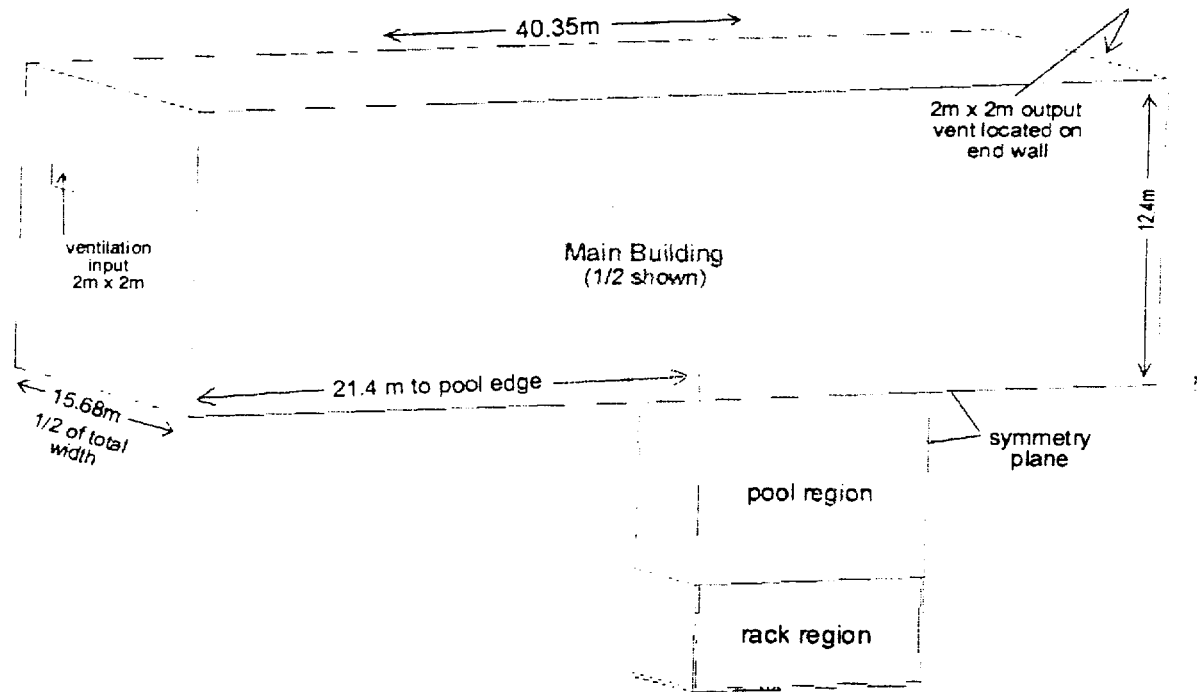 40.35m
2m x 2m output
vent located on
end wall
12.4m
ventilation
input
2m x 2m
Main Building
(1/2 shown)
21.4 m to pool edge
15.68m
1/2 of total
width
symmetry
plane
pool region
rack region